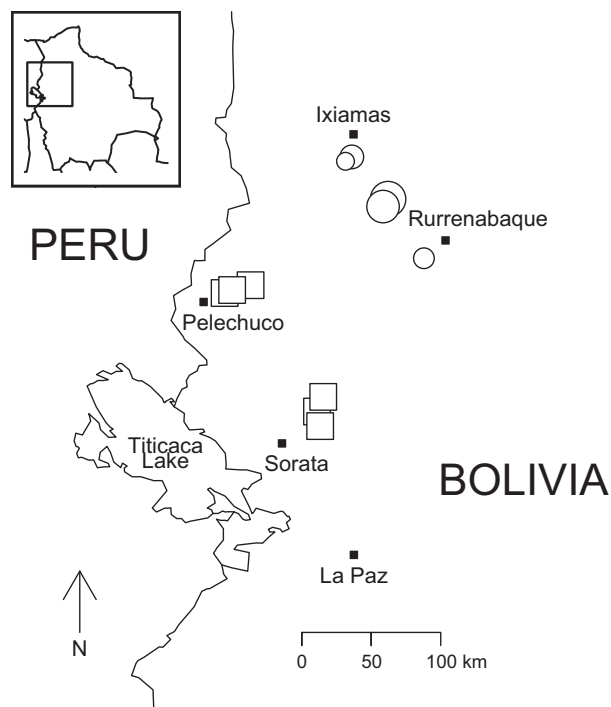 Ixiamas
PERU
Rurrenabaque
Pelechuco
Titicaca
Lake
Sorata
BOLIVIA
La Paz
N
0 50 100 km